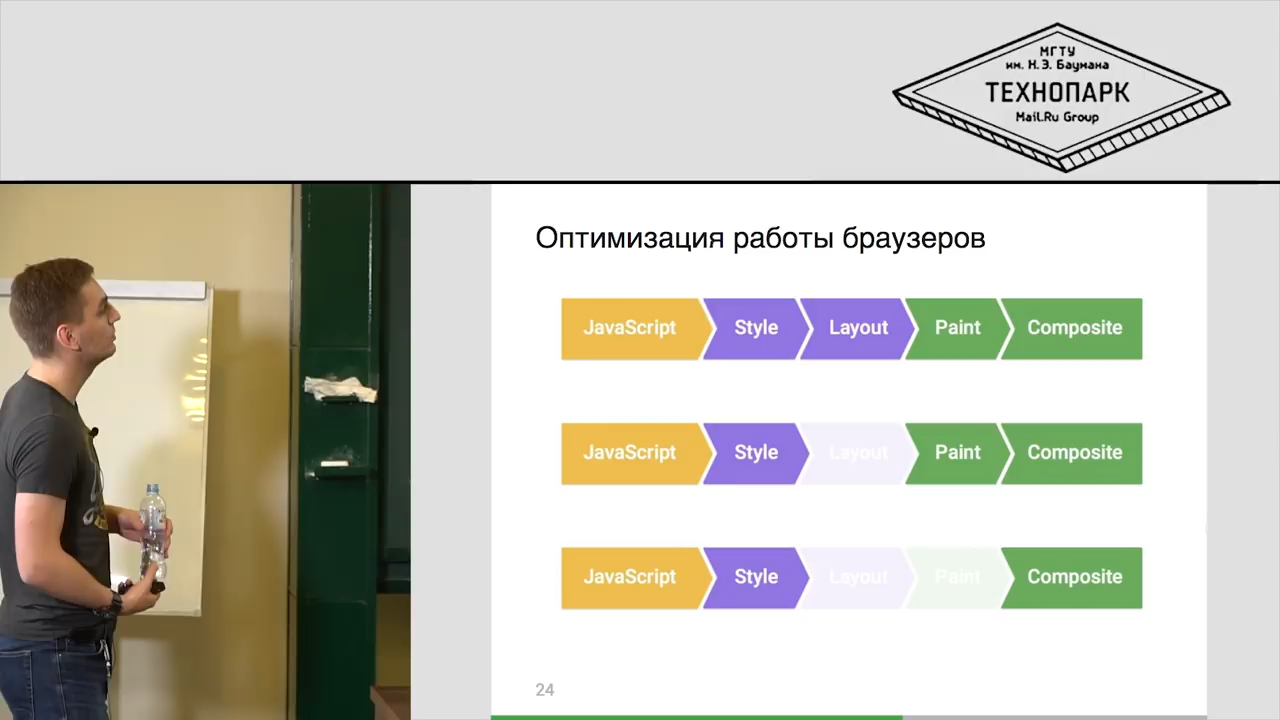 МГТУ
им. Н.Э. Баумана
ТЕХНОПАРК
Mail.Ru Group
Оптимизация работы браузеров
JavaScript Style Layout Paint Composite
JavaScript Style Layout Paint Composite
JavaScript Style Layout Paint Composite
24